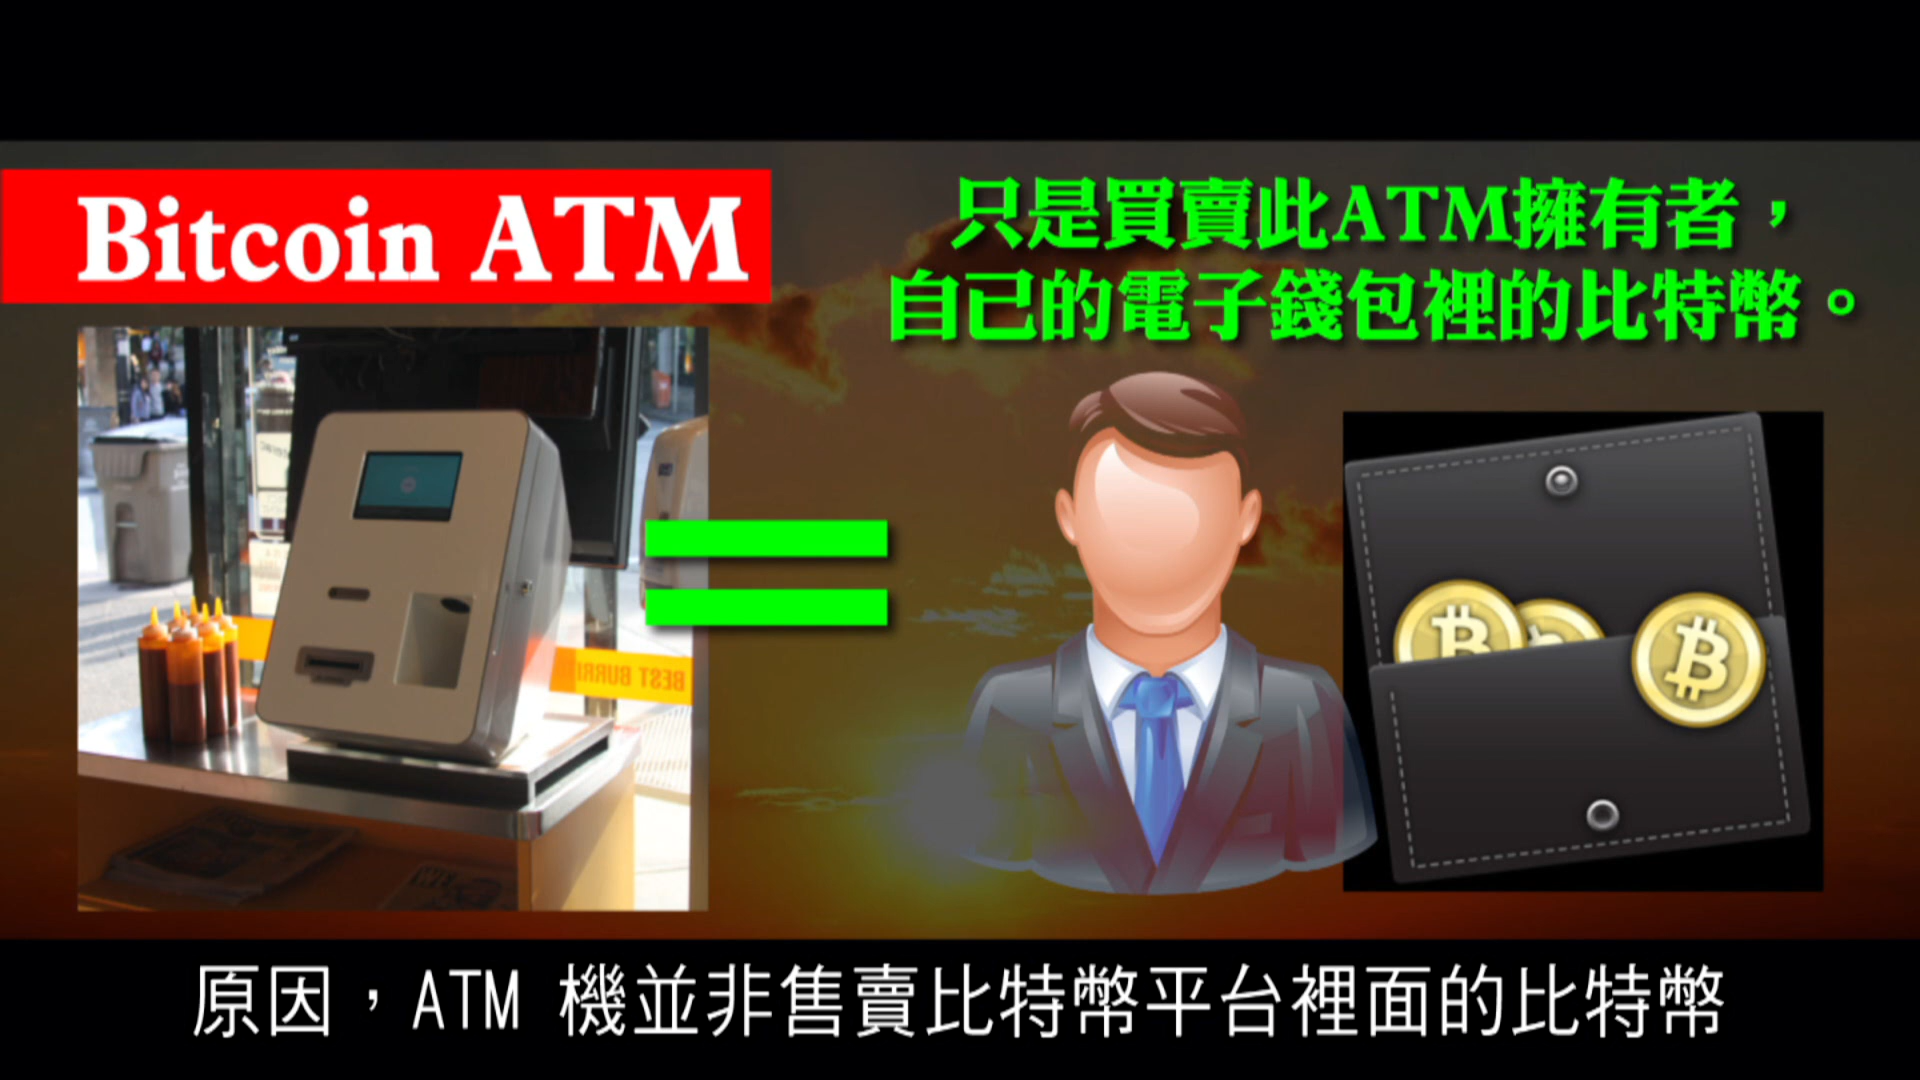 Bitcoin ATM
只是買賣此ATM擁有者，
自己的電子錢包裡的比特幣。
BEST BURRI
原因，ATM 機並非售賣比特幣平台裡面的比特幣